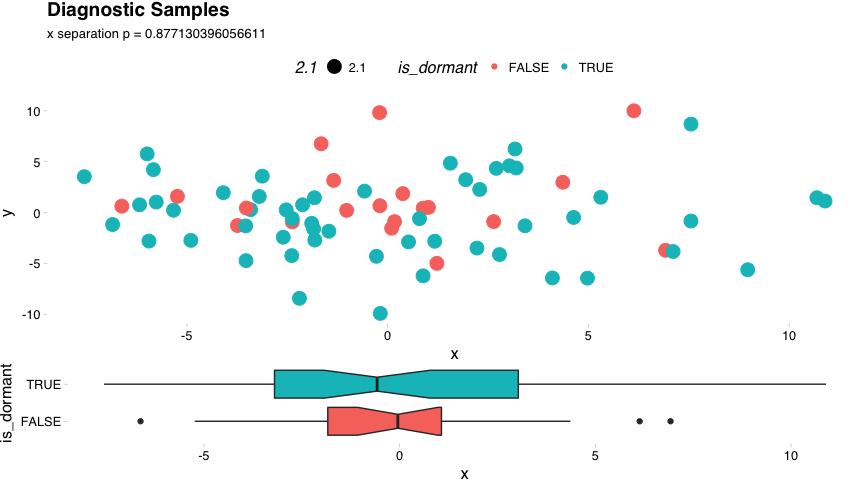 Diagnostic Samples
x separation p = 0.877130396056611
2.1 2.1 is_dormant FALSE TRUE
10
5
0
-5
-10
y
-5 0 5 10
x
TRUE
FALSE
is_dormant
-5 0 5 10
x